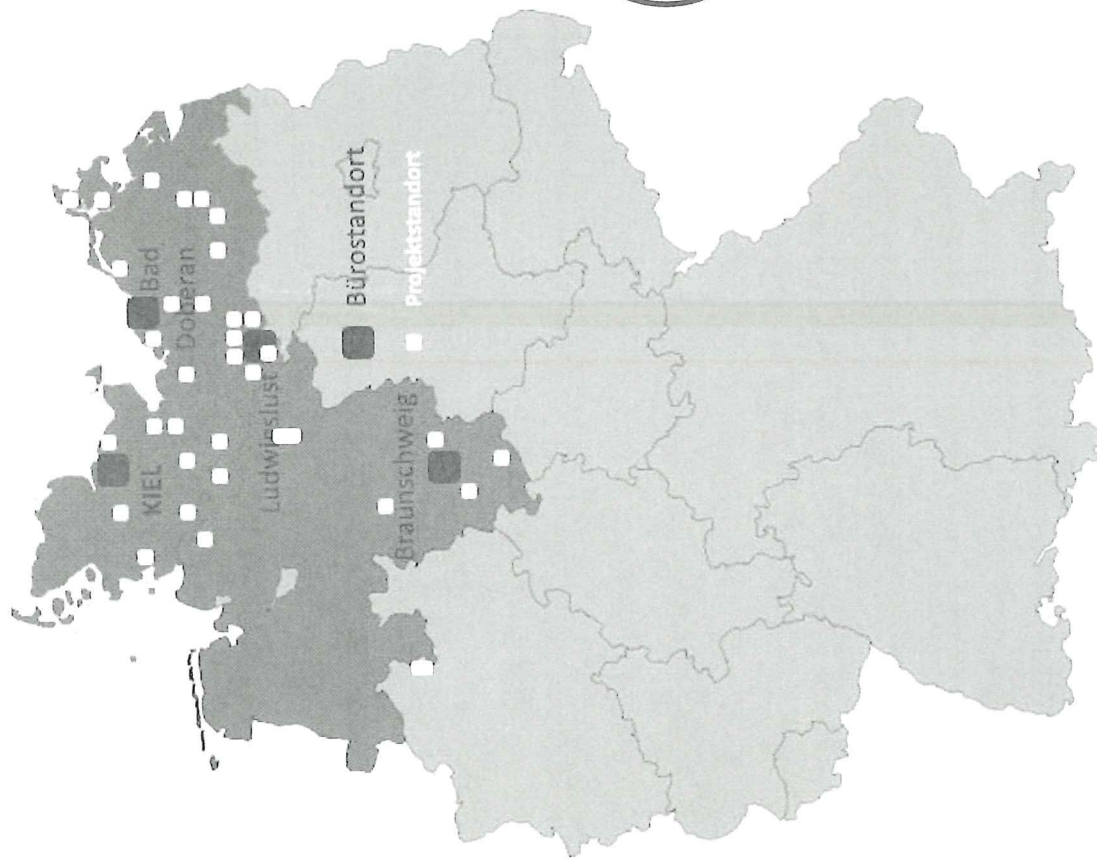 KIEL
Bad
Doberan
Ludwigslust
Braunschweig
Bürostandort
Projektstandort